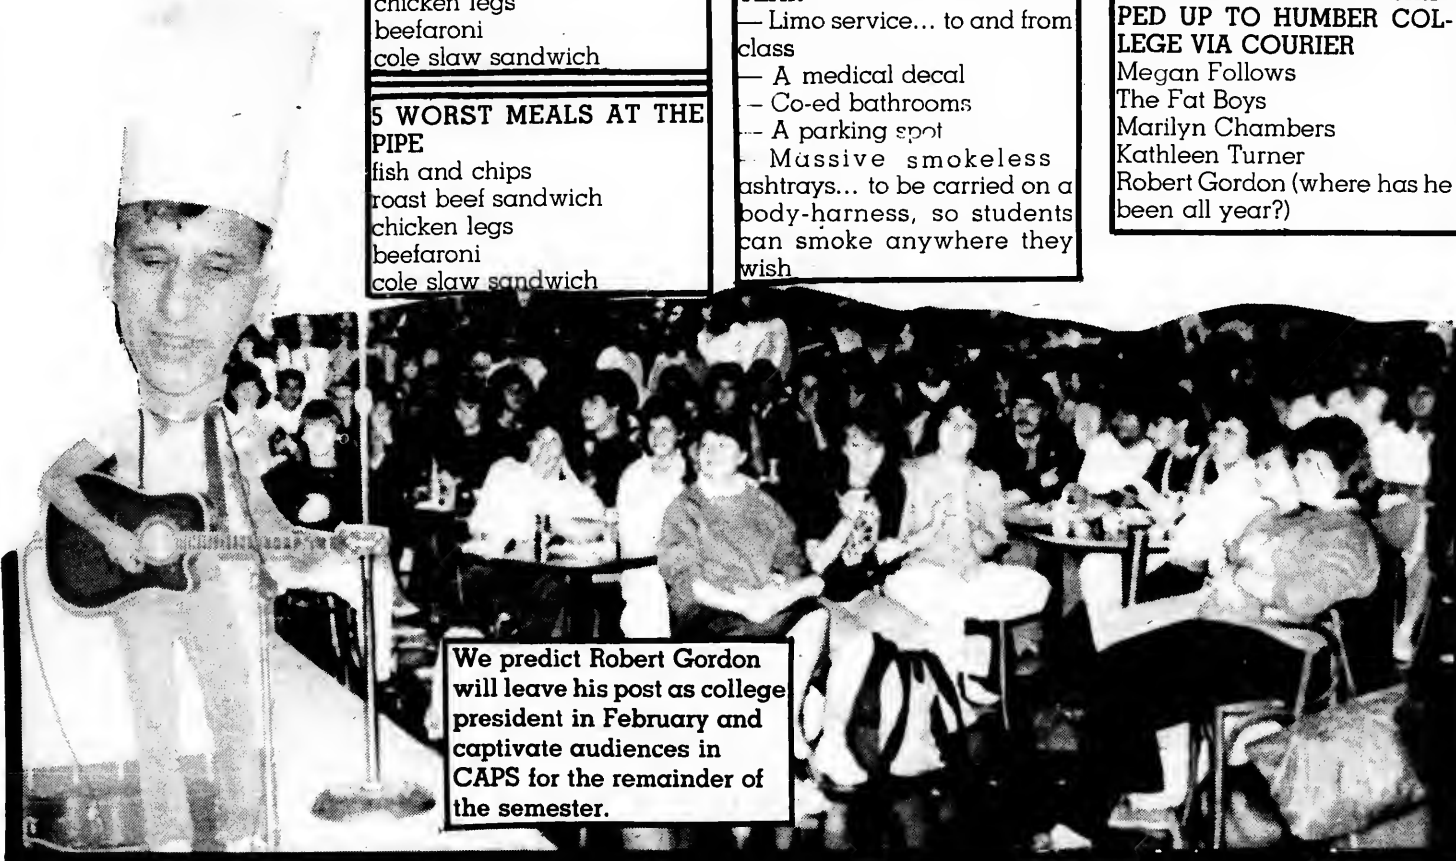 chicken legs
beefaroni
cole slaw sandwich
5 WORST MEALS AT THE
PIPE
fish and chips
roast beef sandwich
chicken legs
beefaroni
cole slaw sandwich
— Limo service... to and from
class
— A medical decal
– Co-ed bathrooms
— A parking spot
- Massive smokeless
ashtrays... to be carried on a
body-harness, so students
can smoke anywhere they
wish
PED UP TO HUMBER COL-
LEGE VIA COURIER
Megan Follows
The Fat Boys
Marilyn Chambers
Kathleen Turner
Robert Gordon (where has he
been all year?)
We predict Robert Gordon
will leave his post as college
president in February and
captivate audiences in
CAPS for the remainder of
the semester.